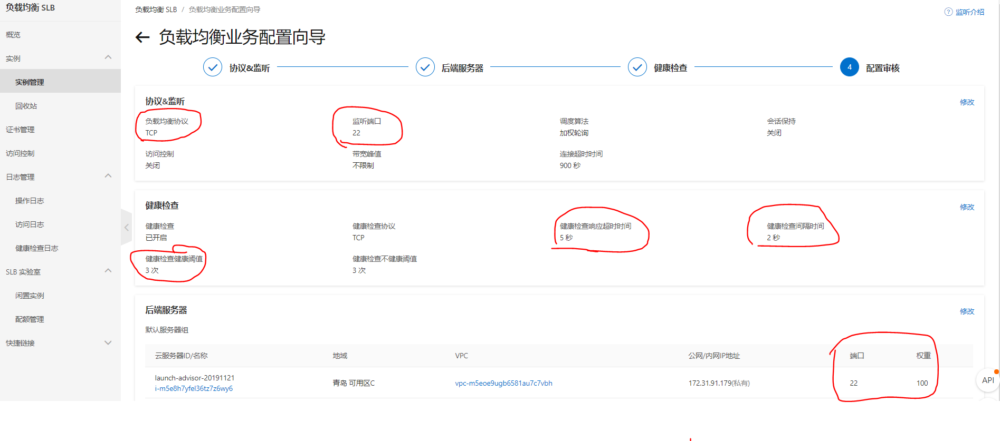 负载均衡 SLB
概览
实例
实例管理
回收站
证书管理
访问控制
日志管理
操作日志
访问日志
健康检查日志
SLB 实验室
闲置实例
配额管理
快捷链接
负载均衡 SLB / 负载均衡业务配置向导
? 监听介绍
← 负载均衡业务配置向导
协议&监听
后端服务器
健康检查
4 配置审核
协议&监听
修改
负载均衡协议
TCP
监听端口
22
调度算法
加权轮询
会话保持
关闭
访问控制
关闭
带宽峰值
不限制
连接超时时间
900 秒
健康检查
修改
健康检查
已开启
健康检查协议
TCP
健康检查响应超时时间
5 秒
健康检查间隔时间
2 秒
健康检查健康阈值
3 次
健康检查不健康阈值
3 次
后端服务器
修改
默认服务器组
云服务器ID/名称 地域 VPC 公网/内网IP地址 端口 权重
launch-advisor-20191121
i-m5e8h7yfel36tz7z6wy6
青岛 可用区C
vpc-m5eoe9ugb6581au7c7vbh
172.31.91.179(私有)
22
100
API